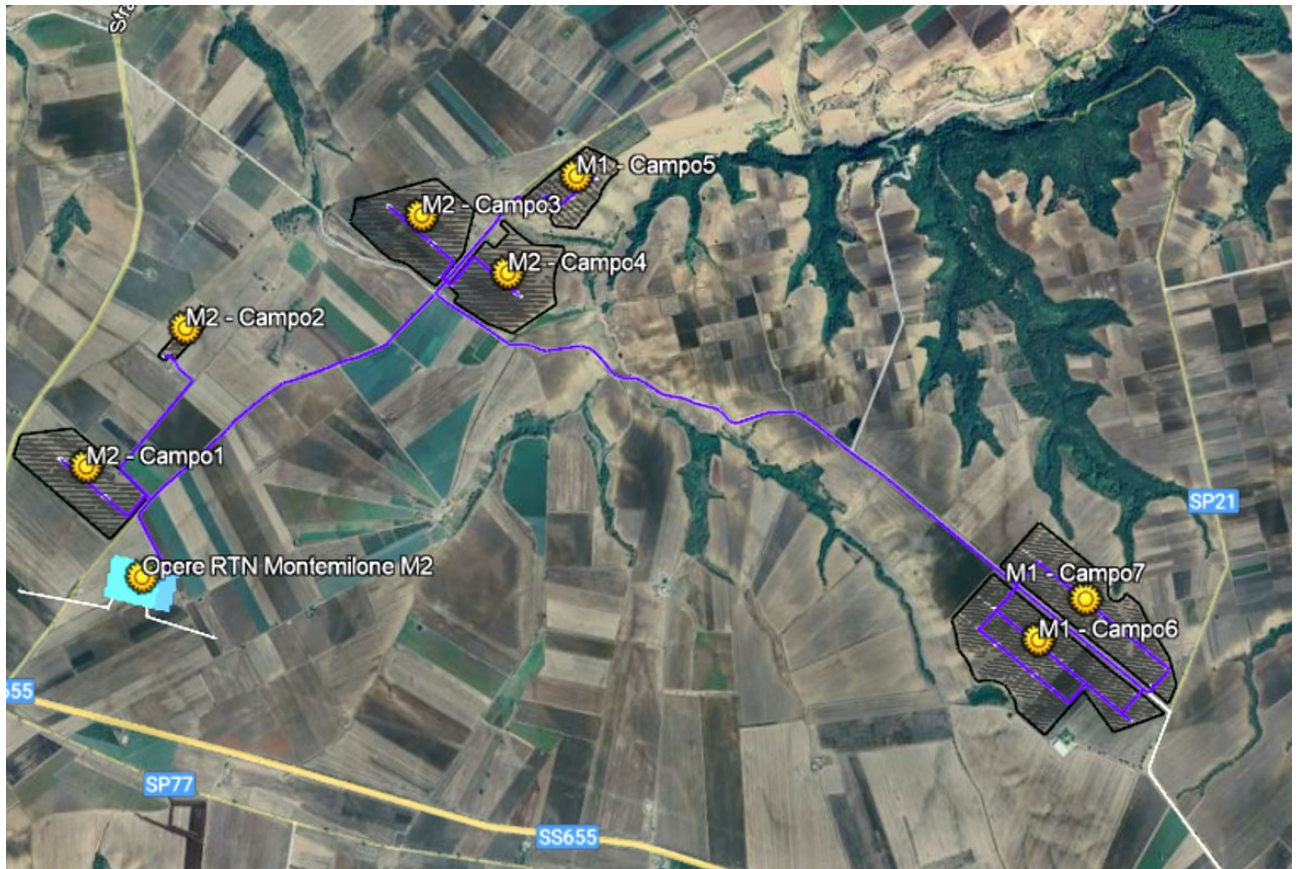 Stra
M1 - Campo5
M2 - Campo3
M2 - Campo4
M2 - Campo2
M2 - Campo1
SP21
Opere RTN Montemilone M2
M1 - Campo7
M1 - Campo6
655
SP77
SS655